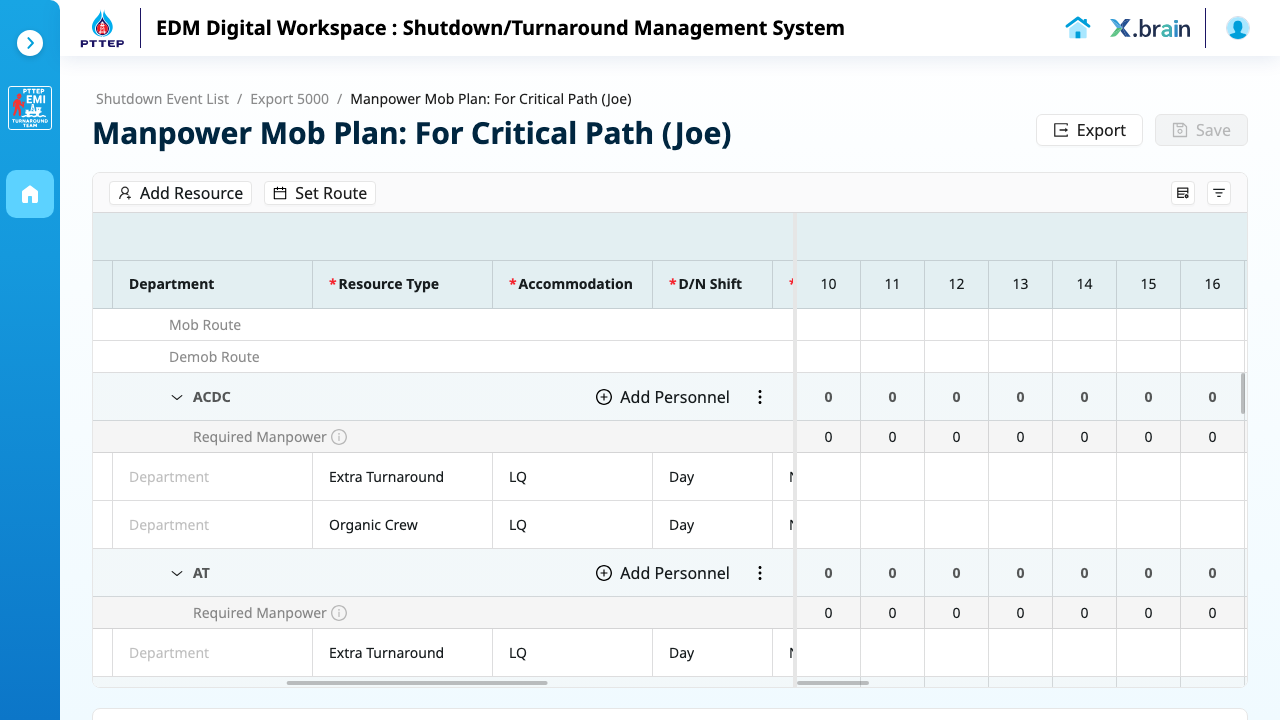 PTTEP
EDM Digital Workspace : Shutdown/Turnaround Management System
X.brain
PTTEP
EMI
TURNAROUND
TEAM
Shutdown Event List / Export 5000 / Manpower Mob Plan: For Critical Path (Joe)
Manpower Mob Plan: For Critical Path (Joe)
Export
Save
Add Resource
Set Route
Department *Resource Type *Accommodation *D/N Shift * 10 11 12 13 14 15 16
Mob Route
Demob Route
ACDC Add Personnel 0 0 0 0 0 0 0
Required Manpower 0 0 0 0 0 0 0
Department Extra Turnaround LQ Day
Department Organic Crew LQ Day
AT Add Personnel 0 0 0 0 0 0 0
Required Manpower 0 0 0 0 0 0 0
Department Extra Turnaround LQ Day